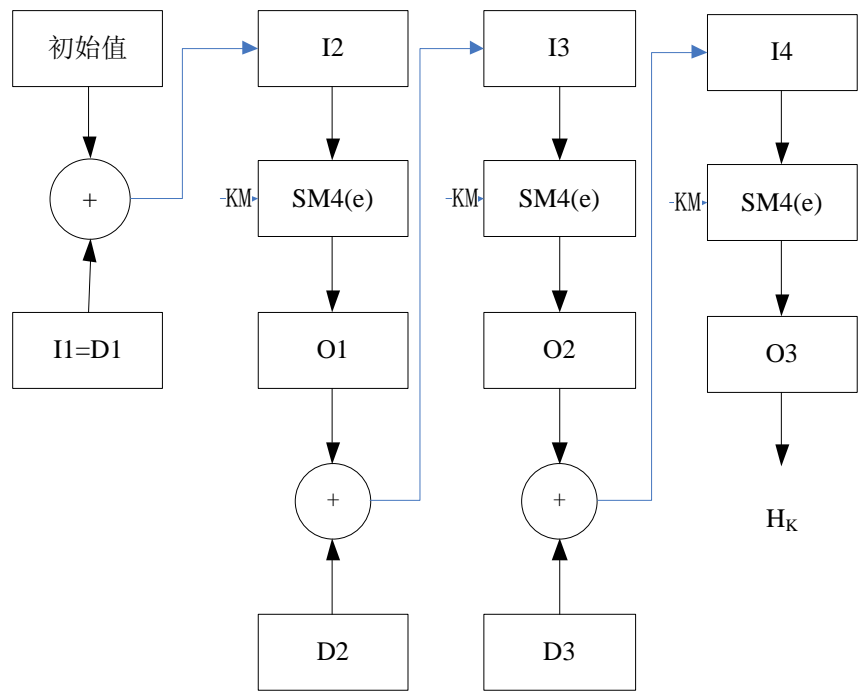 初始值
I2
I3
I4
+
KM
SM4(e)
KM
SM4(e)
KM
SM4(e)
I1=D1
O1
O2
O3
+
+
HK
D2
D3